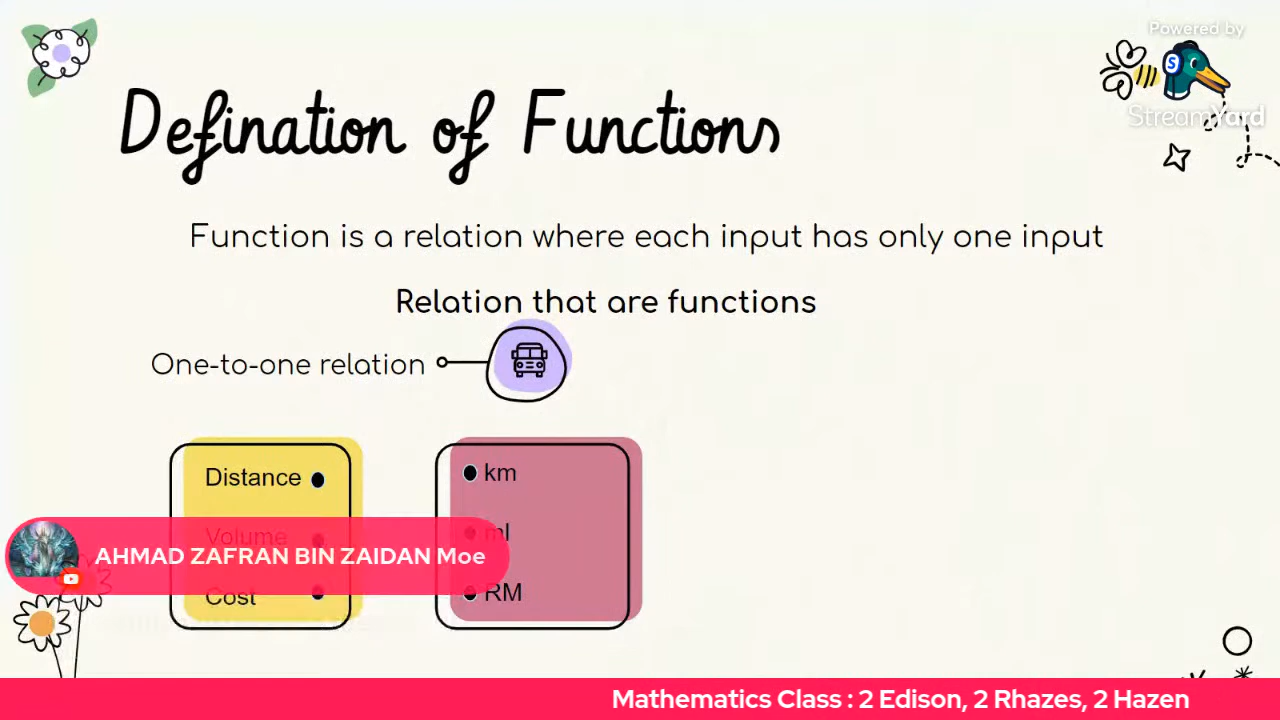 Powered by
StreamYard
Defination of Functions
Function is a relation where each input has only one input
Relation that are functions
One-to-one relation
Distance
km
Volume
ml
AHMAD ZAFRAN BIN ZAIDAN Moe
Cost
RM
Mathematics Class : 2 Edison, 2 Rhazes, 2 Hazen